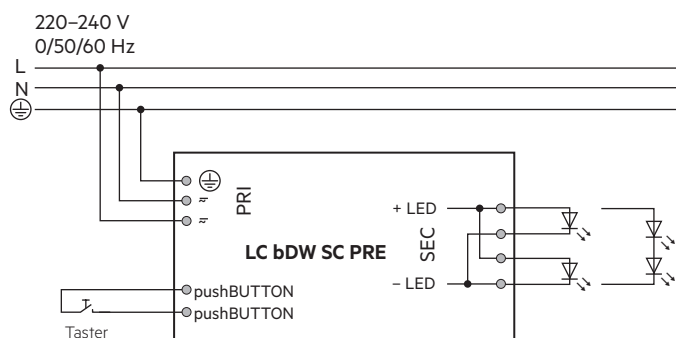 220–240 V
0/50/60 Hz
L
N
PRI
+ LED
SEC
LC bDW SC PRE
– LED
pushBUTTON
pushBUTTON
Taster